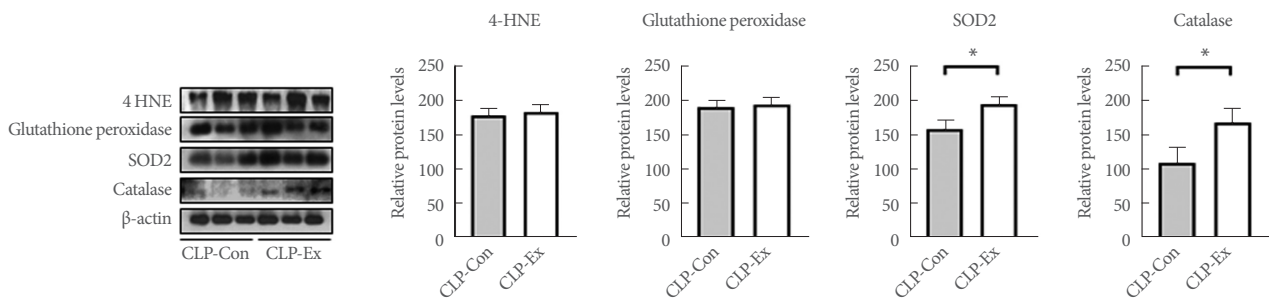 4 HNE
Glutathione peroxidase
SOD2
Catalase
β-actin
CLP-Con CLP-Ex
4-HNE
Relative protein levels
250
200
150
100
50
0
CLP-Con
CLP-Ex
Glutathione peroxidase
Relative protein levels
250
200
150
100
50
0
CLP-Con
CLP-Ex
SOD2
*
Relative protein levels
250
200
150
100
50
0
CLP-Con
CLP-Ex
Catalase
*
Relative protein levels
250
200
150
100
50
0
CLP-Con
CLP-Ex